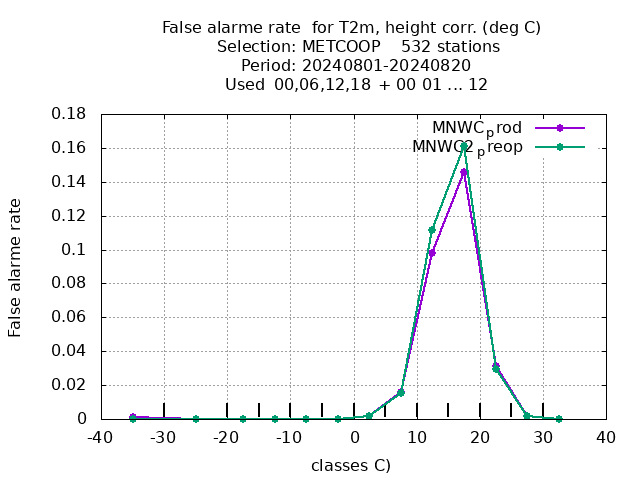 False alarme rate  for T2m, height corr. (deg C)
Selection: METCOOP    532 stations
Period: 20240801-20240820
Used  00,06,12,18  + 00 01 ... 12
MNWC_prod
MNWC2_preop
False alarme rate
0.18
0.16
0.14
0.12
0.1
0.08
0.06
0.04
0.02
0
-40 -30 -20 -10 0 10 20 30 40
classes C)